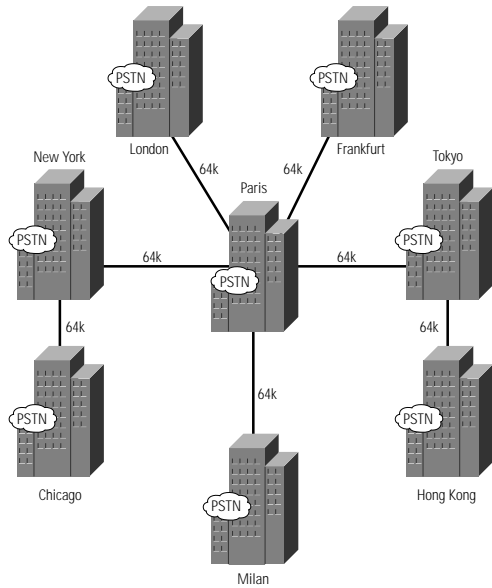 PSTN
PSTN
London
Frankfurt
New York
Tokyo
64k
64k
Paris
PSTN
PSTN
64k
64k
PSTN
64k
64k
64k
PSTN
PSTN
Chicago
Hong Kong
PSTN
Milan